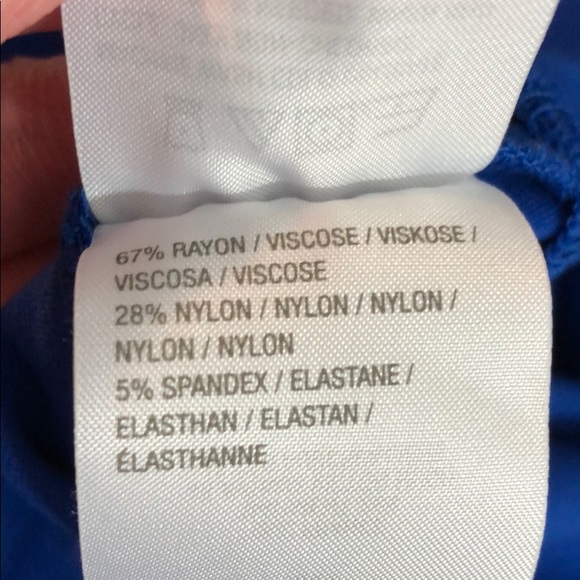 67% RAYON / VISCOSE / VISKOSE /
VISCOSA / VISCOSE
28% NYLON / NYLON / NYLON /
NYLON / NYLON
5% SPANDEX / ELASTANE /
ELASTHAN / ELASTAN /
ÉLASTHANNE